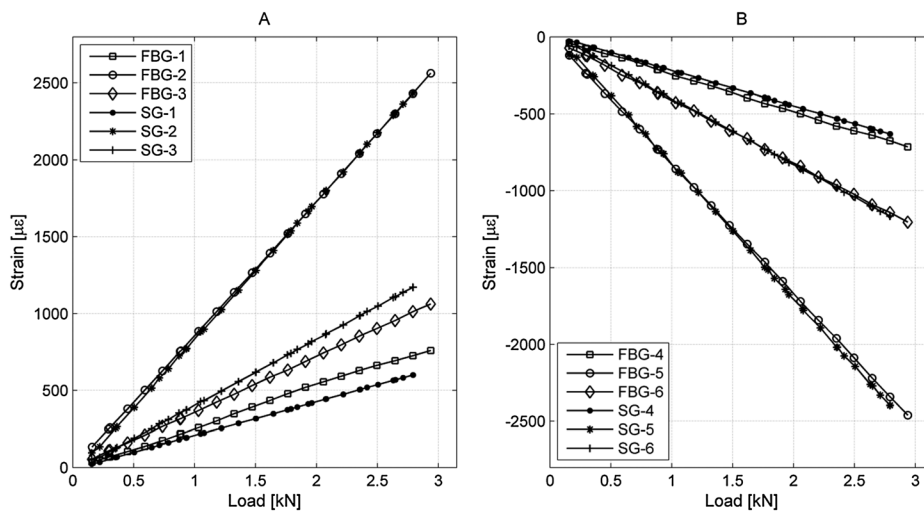 A
FBG-1
FBG-2
FBG-3
SG-1
SG-2
SG-3
2500
2000
1500
1000
500
0
Strain [με]
0 0.5 1 1.5 2 2.5 3
Load [kN]
B
0
-500
-1000
-1500
-2000
-2500
Strain [με]
FBG-4
FBG-5
FBG-6
SG-4
SG-5
SG-6
0 0.5 1 1.5 2 2.5 3
Load [kN]